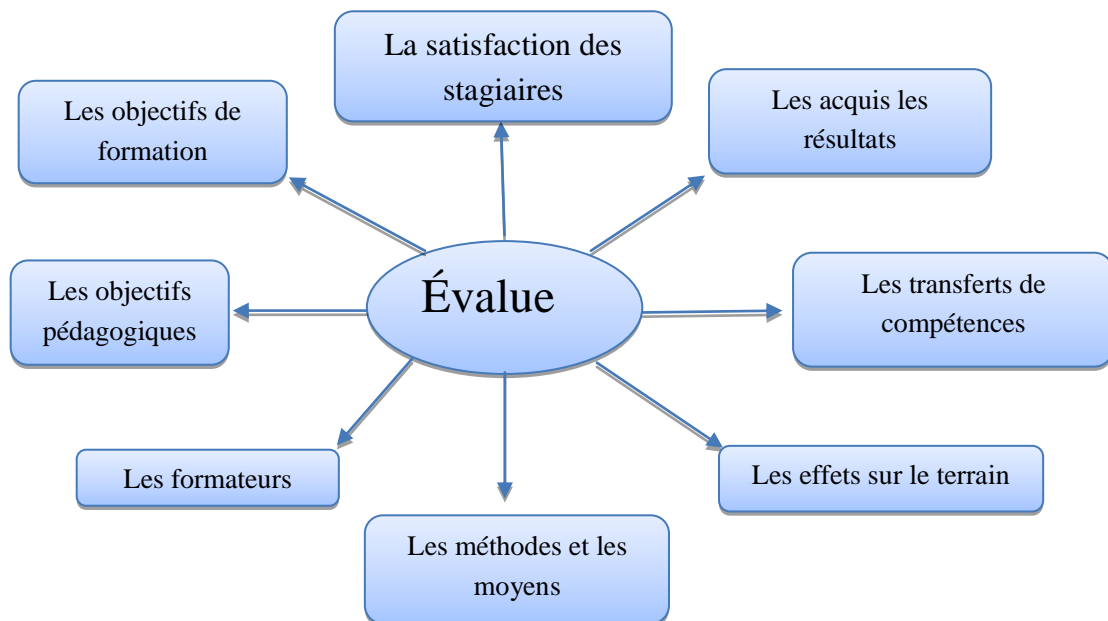 La satisfaction des
stagiaires
Les objectifs de
formation
Les acquis les
résultats
Évalue
Les objectifs
pédagogiques
Les transferts de
compétences
Les formateurs
Les effets sur le terrain
Les méthodes et les
moyens